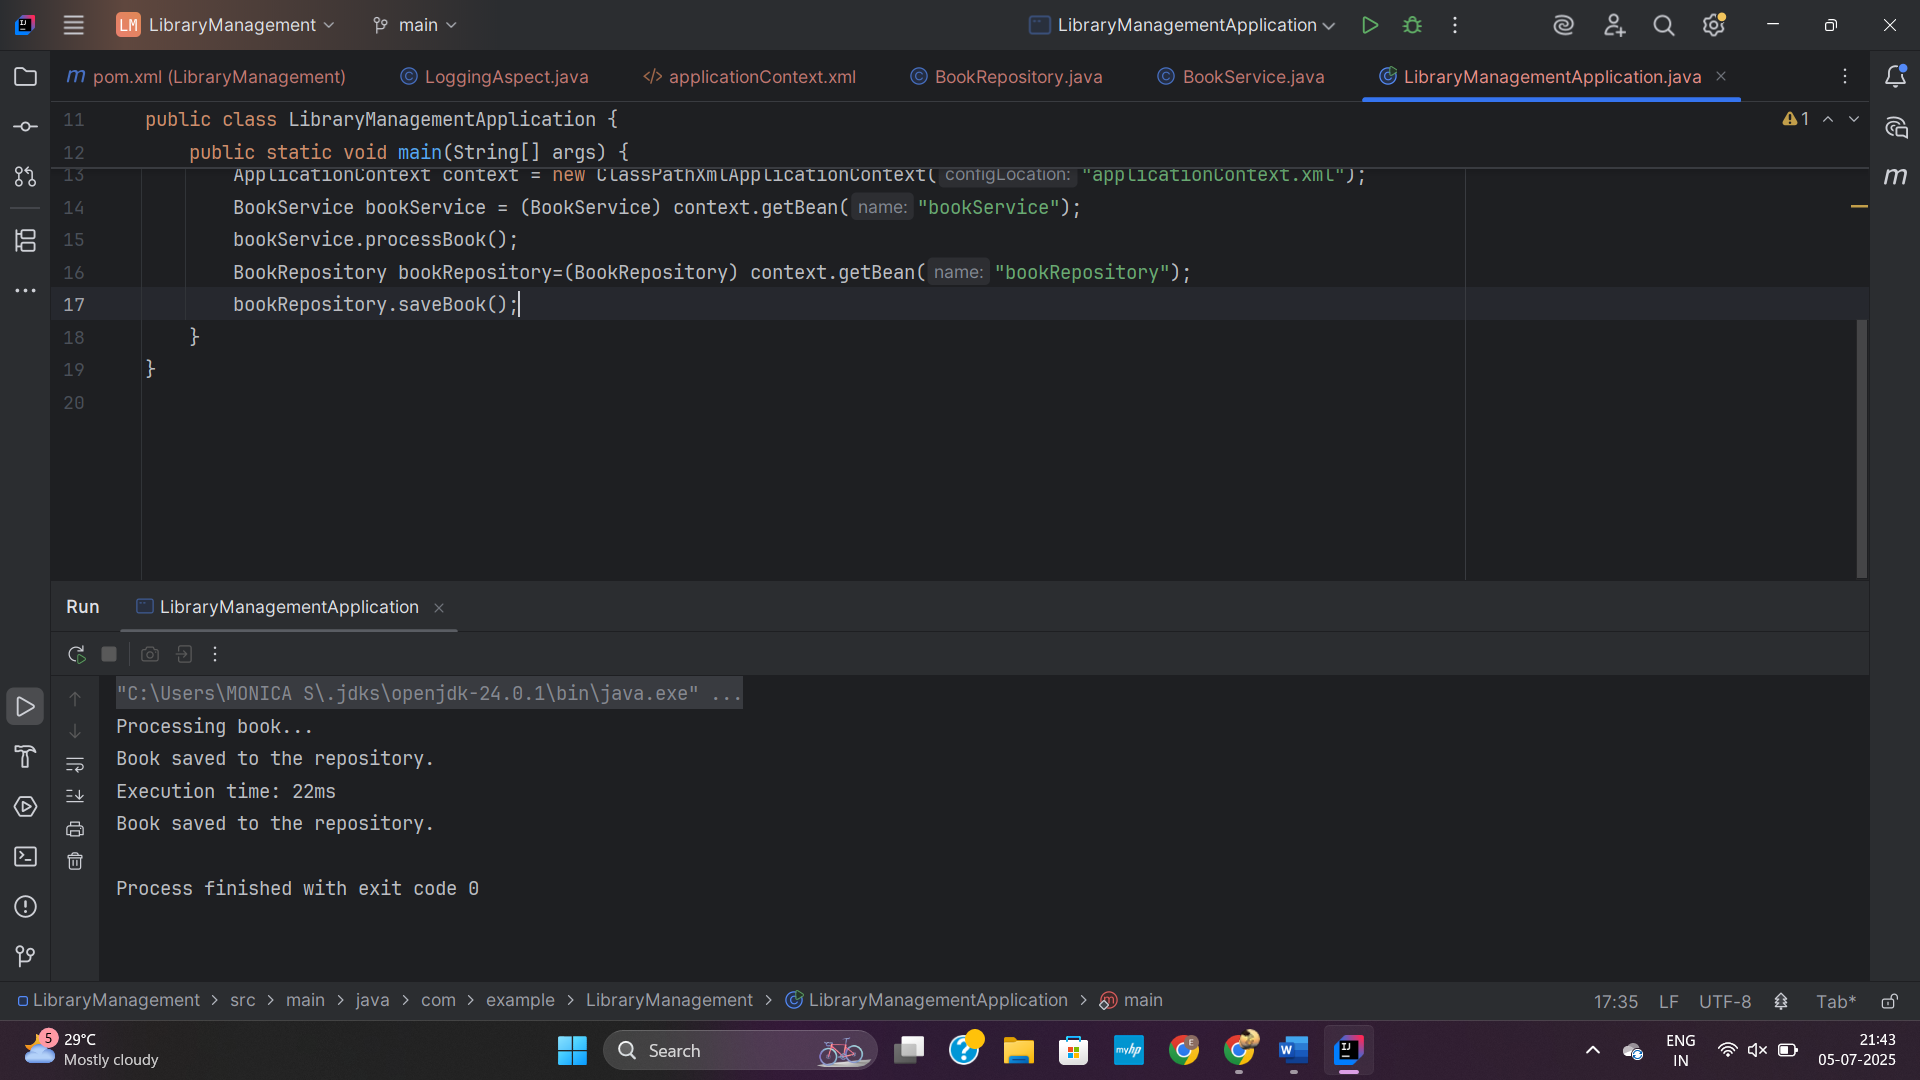 LM LibraryManagement main LibraryManagementApplication
pom.xml (LibraryManagement) LoggingAspect.java applicationContext.xml BookRepository.java BookService.java LibraryManagementApplication.java
11 public class LibraryManagementApplication { 1
12 public static void main(String[] args) {
13 ApplicationContext context = new ClassPathXmlApplicationContext( configLocation: "applicationContext.xml");
14 BookService bookService = (BookService) context.getBean( name: "bookService");
15 bookService.processBook();
16 BookRepository bookRepository=(BookRepository) context.getBean( name: "bookRepository");
17 bookRepository.saveBook();
18 }
19 }
20
Run LibraryManagementApplication
"C:\Users\MONICA S\.jdks\openjdk-24.0.1\bin\java.exe" ...
Processing book...
Book saved to the repository.
Execution time: 22ms
Book saved to the repository.
Process finished with exit code 0
LibraryManagement > src > main > java > com > example > LibraryManagement > LibraryManagementApplication > main 17:35 LF UTF-8 Tab*
5 29°C
Mostly cloudy
Search
myhp
ENG
IN
21:43
05-07-2025